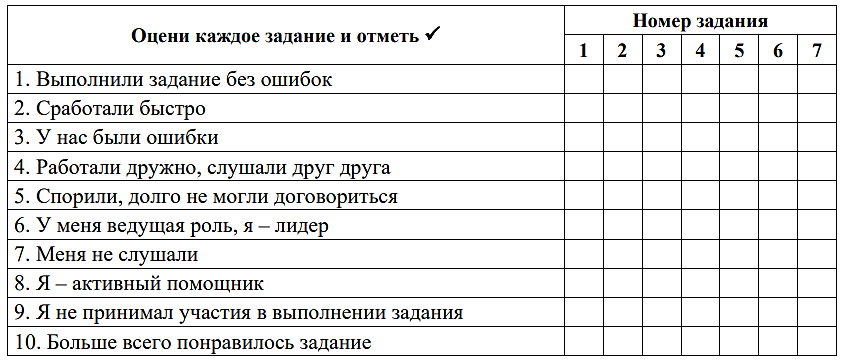 Оцени каждое задание и отметь ✓
Номер задания
1 2 3 4 5 6 7
1. Выполнили задание без ошибок
2. Сработали быстро
3. У нас были ошибки
4. Работали дружно, слушали друг друга
5. Спорили, долго не могли договориться
6. У меня ведущая роль, я – лидер
7. Меня не слушали
8. Я – активный помощник
9. Я не принимал участия в выполнении задания
10. Больше всего понравилось задание